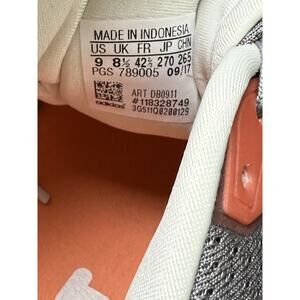 MADE IN INDONESIA
US UK FR JP CHN
9 8½ 42⅔ 270 265
PGS 789005 09/17
ART DB0911
#118328749
3G511Q0200129
adidas